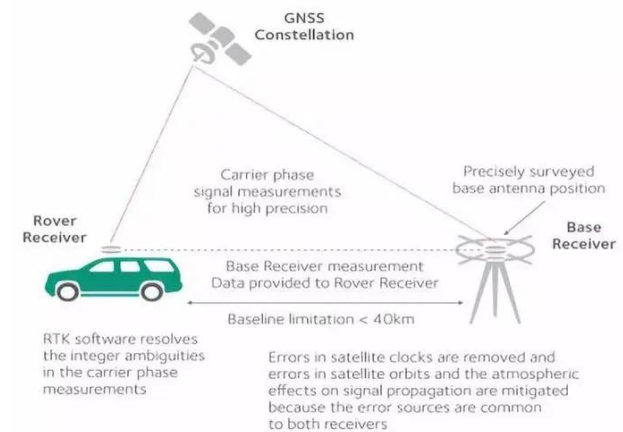 GNSS
Constellation
Carrier phase
signal measurements
for high precision
Precisely surveyed
base antenna position
Rover
Receiver
Base
Receiver
Base Receiver measurement
Data provided to Rover Receiver
Baseline limitation < 40km
RTK software resolves
the integer ambiguities
in the carrier phase
measurements
Errors in satellite clocks are removed and
errors in satellite orbits and the atmospheric
effects on signal propagation are mitigated
because the error sources are common
to both receivers